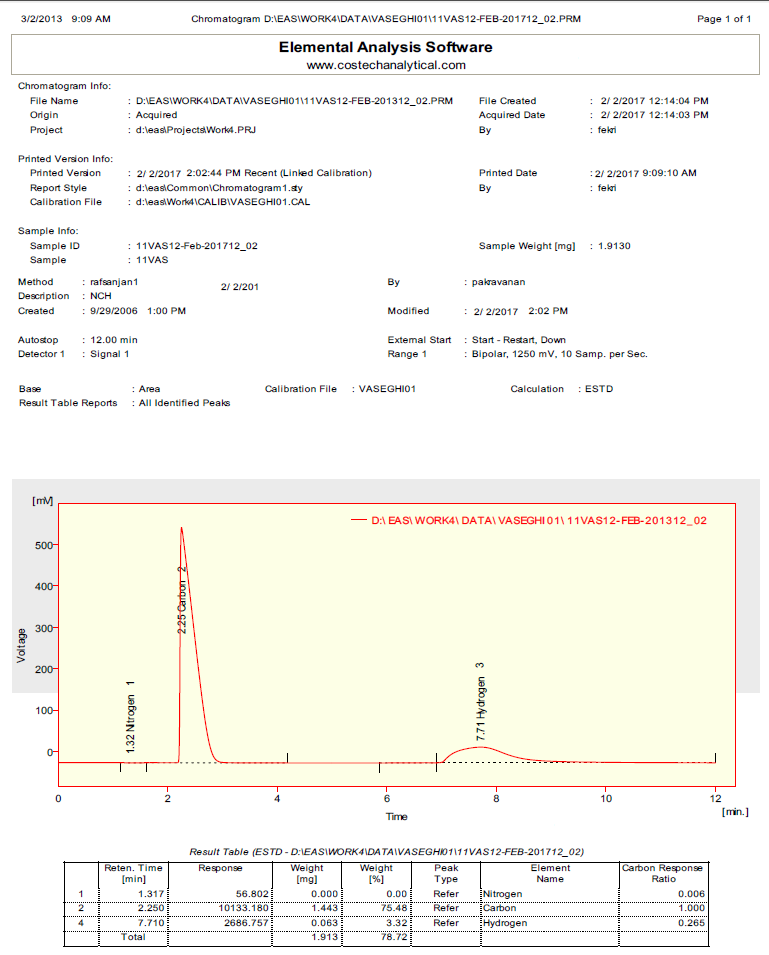 3/2/2013 9:09 AM Chromatogram D:\EAS\WORK4\DATA\VASEGHI01\11VAS12-FEB-201712_02.PRM Page 1 of 1
Elemental Analysis Software
www.costechanalytical.com
Chromatogram Info:
File Name : D:\EAS\WORK4\DATA\VASEGHI01\11VAS12-FEB-201312_02.PRM File Created : 2/ 2/2017 12:14:04 PM
Origin : Acquired Acquired Date : 2/ 2/2017 12:14:03 PM
Project : d:\eas\Projects\Work4.PRJ By : fekri
Printed Version Info:
Printed Version : 2/ 2/2017 2:02:44 PM Recent (Linked Calibration) Printed Date : 2/ 2/2017 9:09:10 AM
Report Style : d:\eas\Common\Chromatogram1.sty By : fekri
Calibration File : d:\eas\Work4\CALIB\VASEGHI01.CAL
Sample Info:
Sample ID : 11VAS12-Feb-201712_02 Sample Weight [mg] : 1.9130
Sample : 11VAS
Method : rafsanjan1 2/ 2/201 By : pakravanan
Description : NCH
Created : 9/29/2006 1:00 PM Modified : 2/ 2/2017 2:02 PM
Autostop : 12.00 min External Start : Start - Restart, Down
Detector 1 : Signal 1 Range 1 : Bipolar, 1250 mV, 10 Samp. per Sec.
Base : Area Calibration File : VASEGHI01 Calculation : ESTD
Result Table Reports : All Identified Peaks
[mV]
D:\ EAS\ WORK4\ DATA\ VASEGHI 01\ 11VAS12-FEB-201312_02
500
400
300
200
100
0
Voltage
1.32 Nitrogen 1
2.25 Carbon 2
7.71 Hydrogen 3
0 2 4 6 8 10 12
Time [min.]
Result Table (ESTD - D:\EAS\WORK4\DATA\VASEGHI01\11VAS12-FEB-201712_02)
Reten. Time Response Weight Weight Peak Element Carbon Response
[min] [mg] [%] Type Name Ratio
1 1.317 56.802 0.000 0.00 Refer Nitrogen 0.006
2 2.250 10133.180 1.443 75.48 Refer Carbon 1.000
4 7.710 2686.757 0.063 3.32 Refer Hydrogen 0.265
Total 1.913 78.72